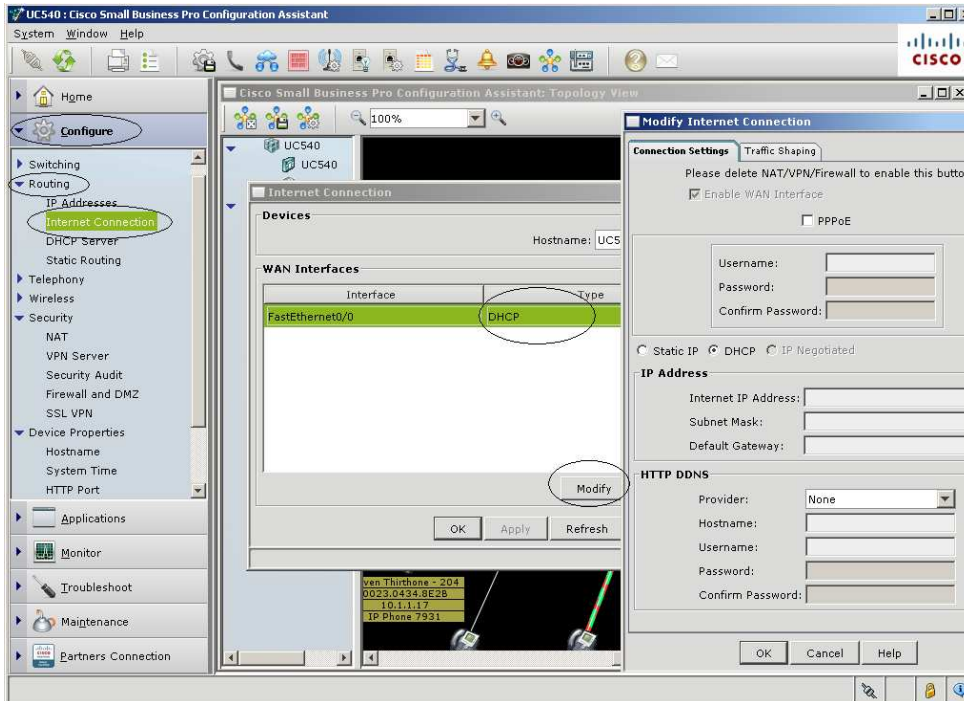 UC540 : Cisco Small Business Pro Configuration Assistant
System Window Help
CISCO
Home
Configure
Switching
Routing
IP Addresses
Internet Connection
DHCP Server
Static Routing
Telephony
Wireless
Security
NAT
VPN Server
Security Audit
Firewall and DMZ
SSL VPN
Device Properties
Hostname
System Time
HTTP Port
Applications
Monitor
Troubleshoot
Maintenance
Partners Connection
Cisco Small Business Pro Configuration Assistant: Topology View
100%
UC540
UC540
Internet Connection
Devices
Hostname: UC5
WAN Interfaces
Interface Type
FastEthernet0/0 DHCP
Modify
OK Apply Refresh
ven Thirthone - 204
0023.0434.8E2B
10.1.1.17
IP Phone 7931
Modify Internet Connection
Connection Settings Traffic Shaping
Please delete NAT/VPN/Firewall to enable this butto
Enable WAN Interface
PPPoE
Username:
Password:
Confirm Password:
Static IP DHCP IP Negotiated
IP Address
Internet IP Address:
Subnet Mask:
Default Gateway:
HTTP DDNS
Provider: None
Hostname:
Username:
Password:
Confirm Password:
OK Cancel Help